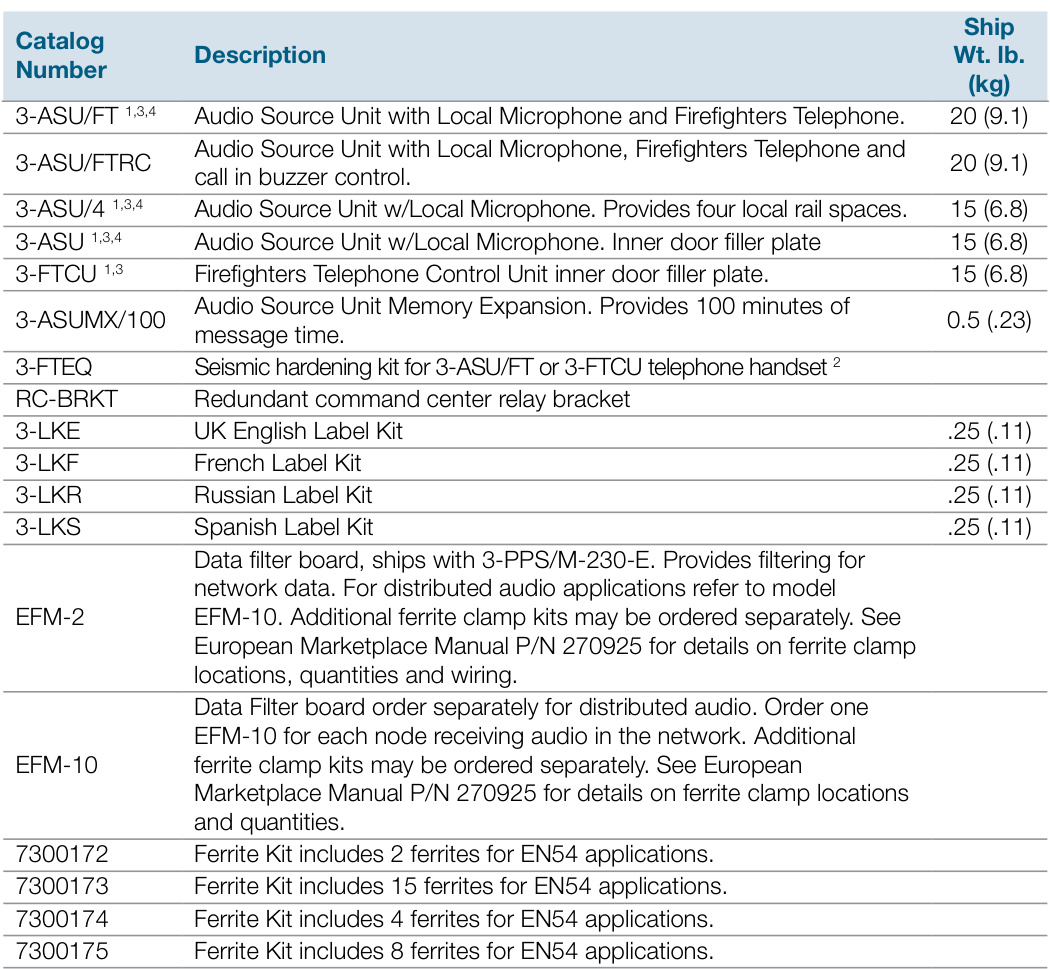 Catalog Number
Description
Ship Wt. lb. (kg)
3-ASU/FT 1,3,4 Audio Source Unit with Local Microphone and Firefighters Telephone. 20 (9.1)
3-ASU/FTRC Audio Source Unit with Local Microphone, Firefighters Telephone and
call in buzzer control. 20 (9.1)
3-ASU/4 1,3,4 Audio Source Unit w/Local Microphone. Provides four local rail spaces. 15 (6.8)
3-ASU 1,3,4 Audio Source Unit w/Local Microphone. Inner door filler plate 15 (6.8)
3-FTCU 1,3 Firefighters Telephone Control Unit inner door filler plate. 15 (6.8)
3-ASUMX/100 Audio Source Unit Memory Expansion. Provides 100 minutes of
message time. 0.5 (.23)
3-FTEQ Seismic hardening kit for 3-ASU/FT or 3-FTCU telephone handset 2
RC-BRKT Redundant command center relay bracket
3-LKE UK English Label Kit .25 (.11)
3-LKF French Label Kit .25 (.11)
3-LKR Russian Label Kit .25 (.11)
3-LKS Spanish Label Kit .25 (.11)
EFM-2
Data filter board, ships with 3-PPS/M-230-E. Provides filtering for
network data. For distributed audio applications refer to model
EFM-10. Additional ferrite clamp kits may be ordered separately. See
European Marketplace Manual P/N 270925 for details on ferrite clamp
locations, quantities and wiring.
EFM-10
Data Filter board order separately for distributed audio. Order one
EFM-10 for each node receiving audio in the network. Additional
ferrite clamp kits may be ordered separately. See European
Marketplace Manual P/N 270925 for details on ferrite clamp locations
and quantities.
7300172 Ferrite Kit includes 2 ferrites for EN54 applications.
7300173 Ferrite Kit includes 15 ferrites for EN54 applications.
7300174 Ferrite Kit includes 4 ferrites for EN54 applications.
7300175 Ferrite Kit includes 8 ferrites for EN54 applications.